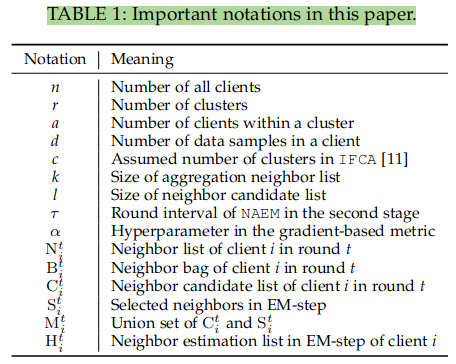 TABLE 1: Important notations in this paper.
Notation Meaning
n Number of all clients
r Number of clusters
a Number of clients within a cluster
d Number of data samples in a client
c Assumed number of clusters in IFCA [11]
k Size of aggregation neighbor list
l Size of neighbor candidate list
τ Round interval of NAEM in the second stage
α Hyperparameter in the gradient-based metric
N_i^t Neighbor list of client i in round t
B_i^t Neighbor bag of client i in round t
C_i^t Neighbor candidate list of client i in round t
S_i^t Selected neighbors in EM-step
M_i^t Union set of C_i^t and S_i^t
H_i^t Neighbor estimation list in EM-step of client i